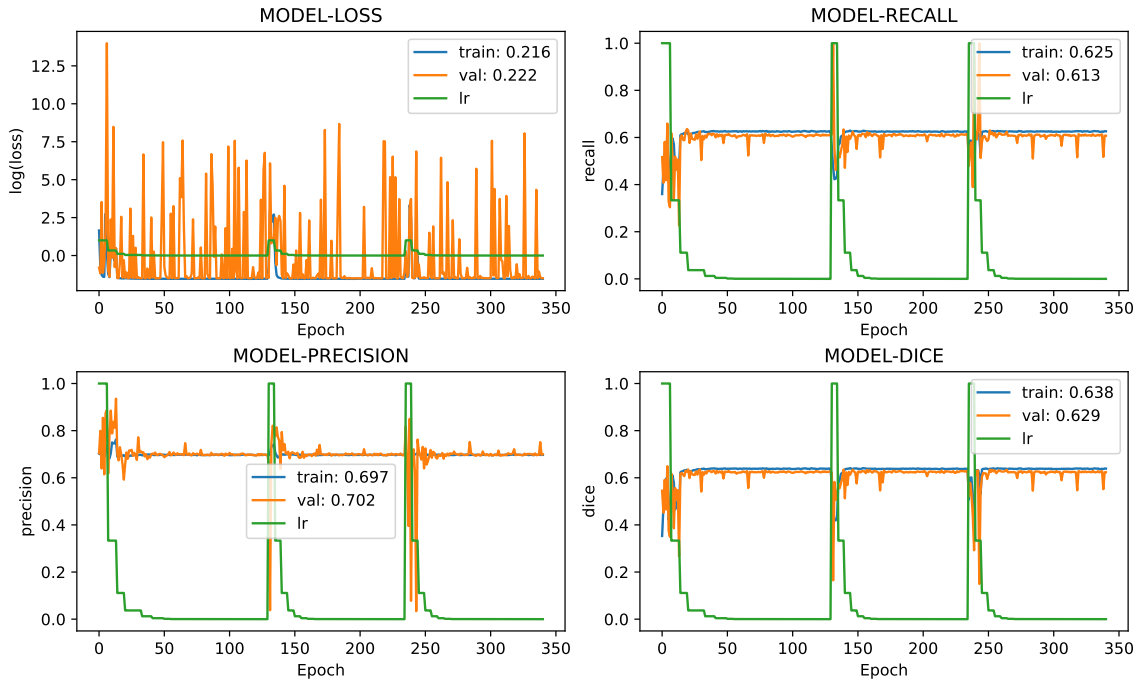 MODEL-LOSS
log(loss)
12.5
10.0
7.5
5.0
2.5
0.0
train: 0.216
val: 0.222
lr
0 50 100 150 200 250 300 350
Epoch
MODEL-RECALL
recall
1.0
0.8
0.6
0.4
0.2
0.0
train: 0.625
val: 0.613
lr
0 50 100 150 200 250 300 350
Epoch
MODEL-PRECISION
precision
1.0
0.8
0.6
0.4
0.2
0.0
train: 0.697
val: 0.702
lr
0 50 100 150 200 250 300 350
Epoch
MODEL-DICE
dice
1.0
0.8
0.6
0.4
0.2
0.0
train: 0.638
val: 0.629
lr
0 50 100 150 200 250 300 350
Epoch